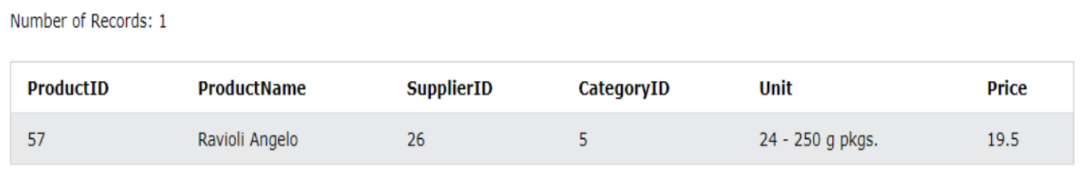 Number of Records: 1
ProductID ProductName SupplierID CategoryID Unit Price
57 Ravioli Angelo 26 5 24 - 250 g pkgs. 19.5